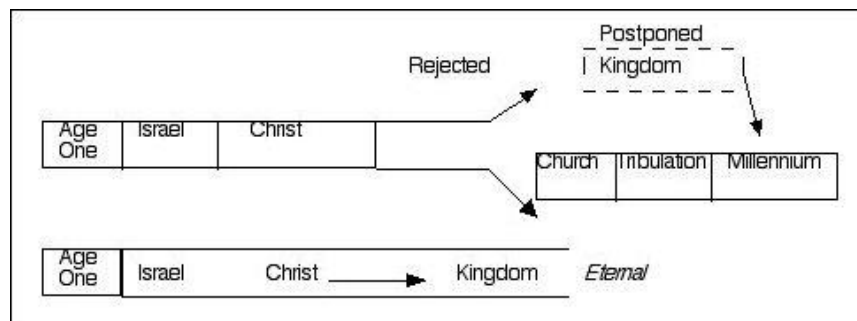 Postponed
Rejected Kingdom
Age One Israel Christ
Church Tribulation Millennium
Age One Israel Christ Kingdom Eternal